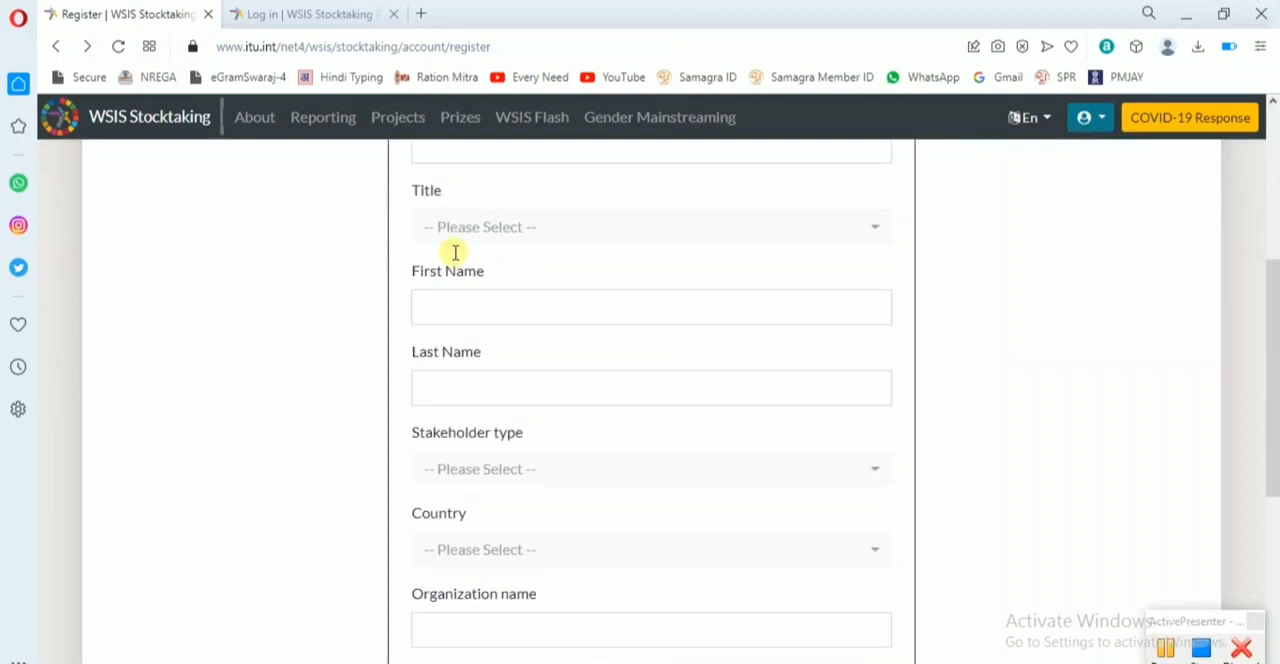 Register | WSIS Stocktaking
Log in | WSIS Stocktaking
www.itu.int/net4/wsis/stocktaking/account/register
Secure NREGA eGramSwaraj-4 Hindi Typing Ration Mitra Every Need YouTube Samagra ID Samagra Member ID WhatsApp Gmail SPR PMJAY
WSIS Stocktaking About Reporting Projects Prizes WSIS Flash Gender Mainstreaming En COVID-19 Response
Title
-- Please Select --
First Name
Last Name
Stakeholder type
-- Please Select --
Country
-- Please Select --
Organization name
Activate Windows
ActivePresenter - ...
Go to Settings to activate Windows.